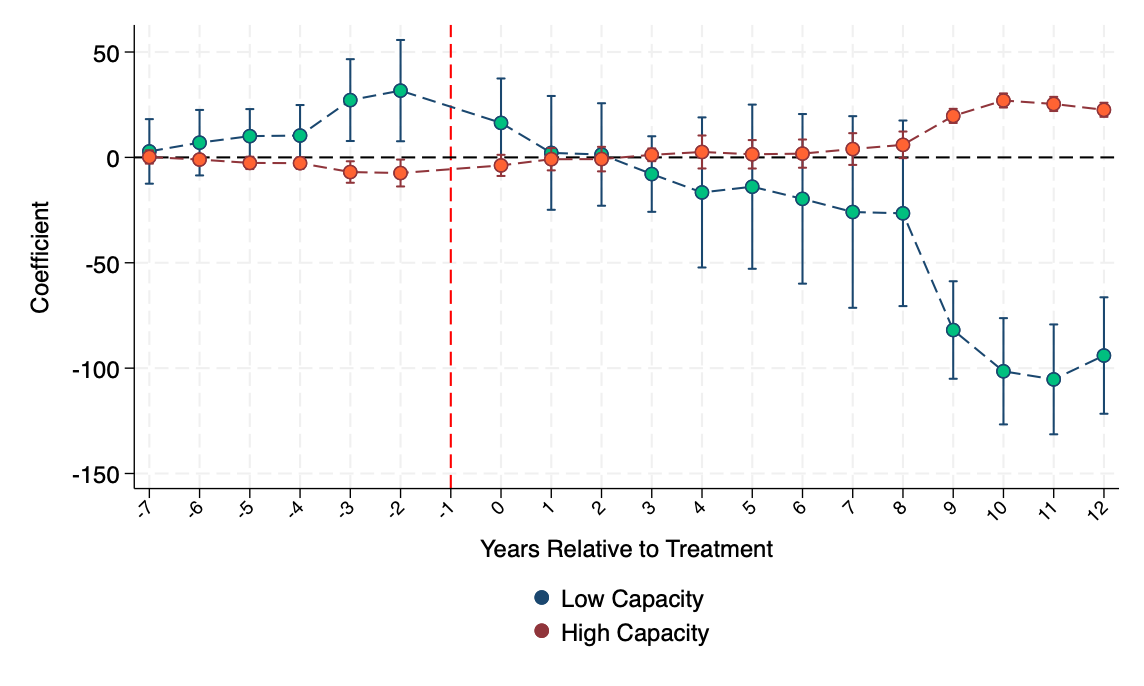 50
0
-50
-100
-150
Coefficient
-7 -6 -5 -4 -3 -2 -1 0 1 2 3 4 5 6 7 8 9 10 11 12
Years Relative to Treatment
Low Capacity
High Capacity